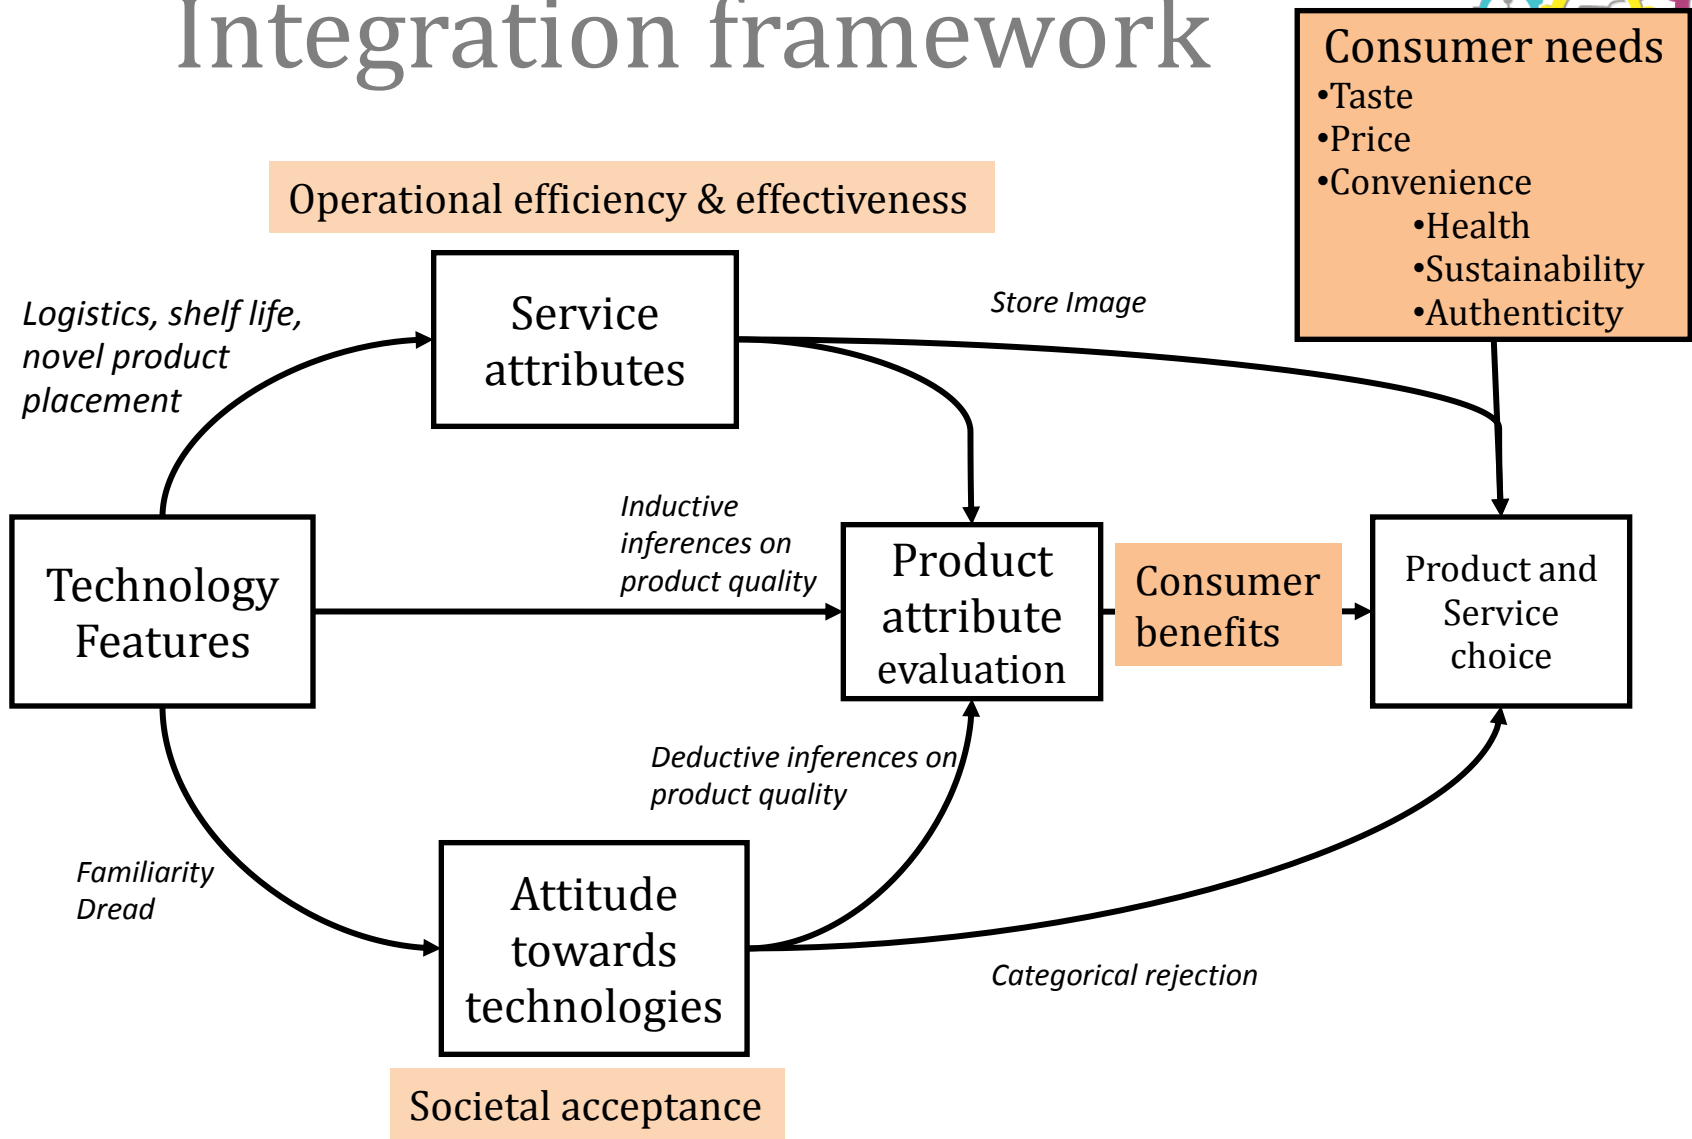 Integration framework
Consumer needs
•Taste
•Price
•Convenience
•Health
•Sustainability
•Authenticity
Operational efficiency & effectiveness
Logistics, shelf life,
novel product
placement
Service
attributes
Store Image
Technology
Features
Inductive
inferences on
product quality
Product
attribute
evaluation
Consumer
benefits
Product and
Service
choice
Deductive inferences on
product quality
Familiarity
Dread
Attitude
towards
technologies
Categorical rejection
Societal acceptance